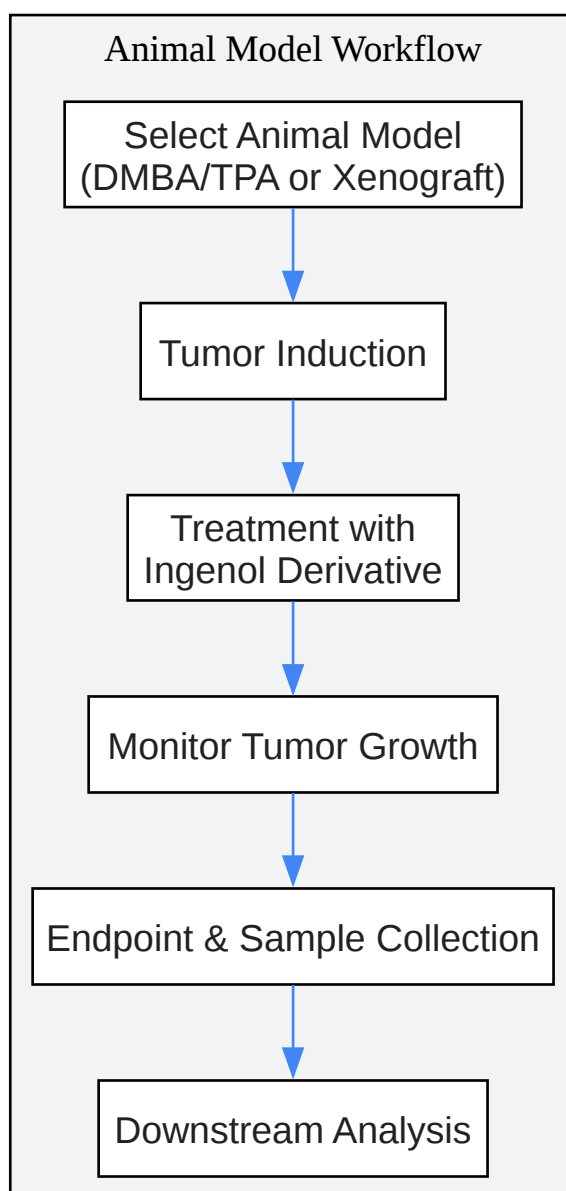 Animal Model Workflow
Select Animal Model
(DMBA/TPA or Xenograft)
Tumor Induction
Treatment with
Ingenol Derivative
Monitor Tumor Growth
Endpoint & Sample Collection
Downstream Analysis